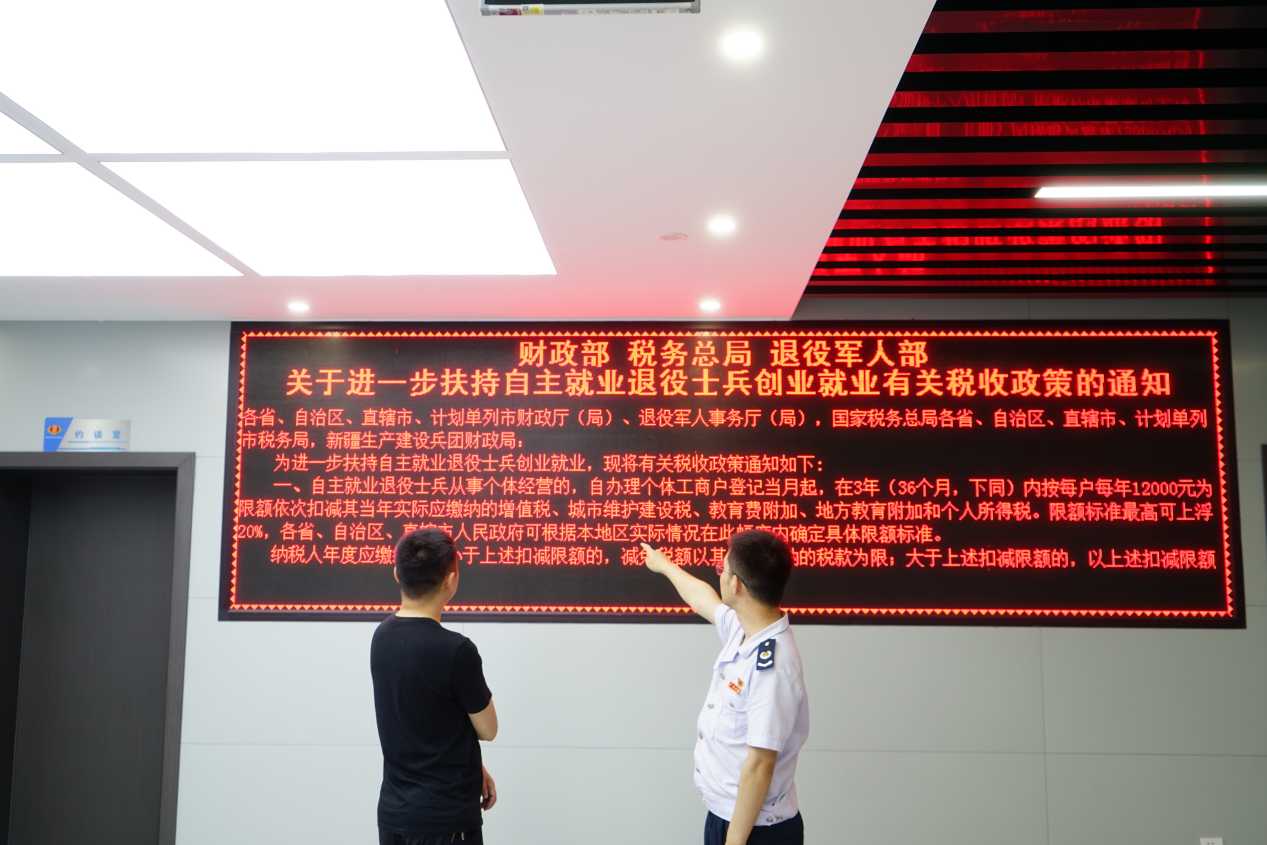 财政部 税务总局 退役军人部
关于进一步扶持自主就业退役士兵创业就业有关税收政策的通知
各省、自治区、直辖市、计划单列市财政厅（局）、退役军人事务厅（局），国家税务总局各省、自治区、直辖市、计划单列
市税务局，新疆生产建设兵团财政局：
为进一步扶持自主就业退役士兵创业就业，现将有关税收政策通知如下：
一、自主就业退役士兵从事个体经营的，自办理个体工商户登记当月起，在3年（36个月，下同）内按每户每年12000元为
限额依次扣减其当年实际应缴纳的增值税、城市维护建设税、教育费附加、地方教育附加和个人所得税。限额标准最高可上浮
20%，各省、自治区、直辖市人民政府可根据本地区实际情况在此幅度内确定具体限额标准。
纳税人年度应缴 于上述扣减限额的，减免税额以其 的税款为限；大于上述扣减限额的，以上述扣减限额
约谈室